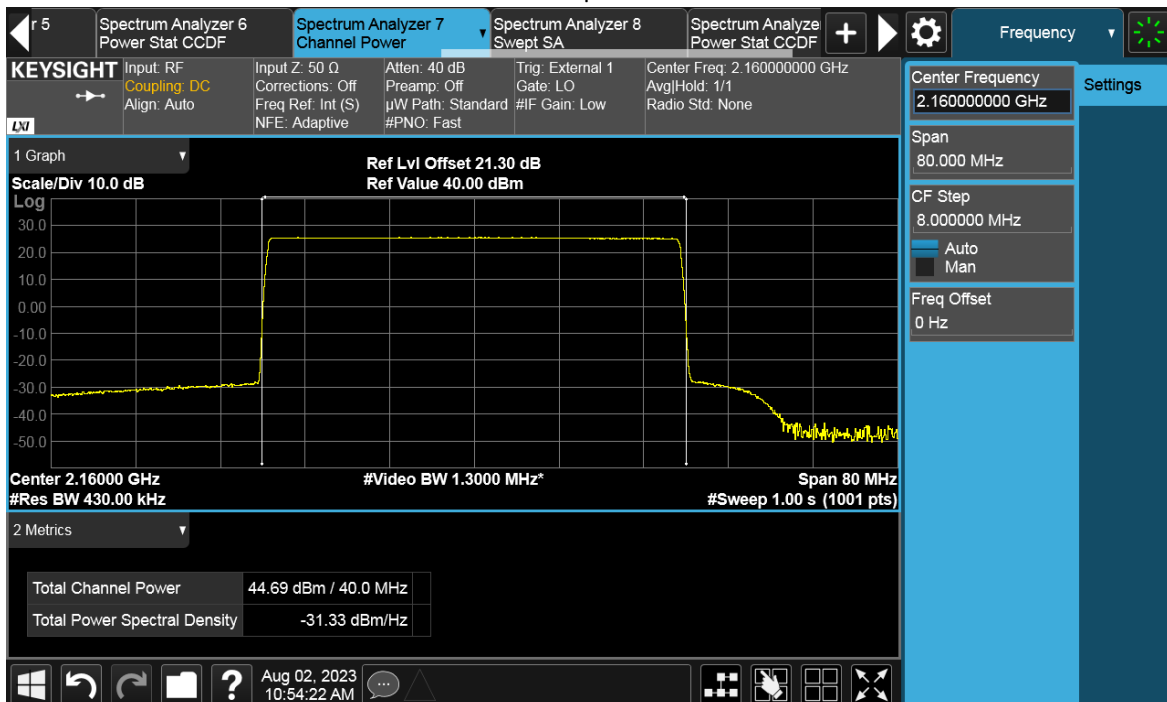 r 5
Spectrum Analyzer 6
Power Stat CCDF
Spectrum Analyzer 7
Channel Power
Spectrum Analyzer 8
Swept SA
Spectrum Analyze
Power Stat CCDF
+
Frequency
KEYSIGHT
LXI
Input: RF
Coupling: DC
Align: Auto
Input Z: 50 Ω
Corrections: Off
Freq Ref: Int (S)
NFE: Adaptive
Atten: 40 dB
Preamp: Off
µW Path: Standard
#PNO: Fast
Trig: External 1
Gate: LO
#IF Gain: Low
Center Freq: 2.160000000 GHz
Avg|Hold: 1/1
Radio Std: None
Center Frequency
2.160000000 GHz
Settings
Span
80.000 MHz
CF Step
8.000000 MHz
Auto
Man
Freq Offset
0 Hz
1 Graph
Scale/Div 10.0 dB
Ref Lvl Offset 21.30 dB
Ref Value 40.00 dBm
Log
30.0
20.0
10.0
0.00
-10.0
-20.0
-30.0
-40.0
-50.0
Center 2.16000 GHz
#Video BW 1.3000 MHz*
Span 80 MHz
#Res BW 430.00 kHz
#Sweep 1.00 s (1001 pts)
2 Metrics
Total Channel Power 44.69 dBm / 40.0 MHz
Total Power Spectral Density -31.33 dBm/Hz
?
Aug 02, 2023
10:54:22 AM